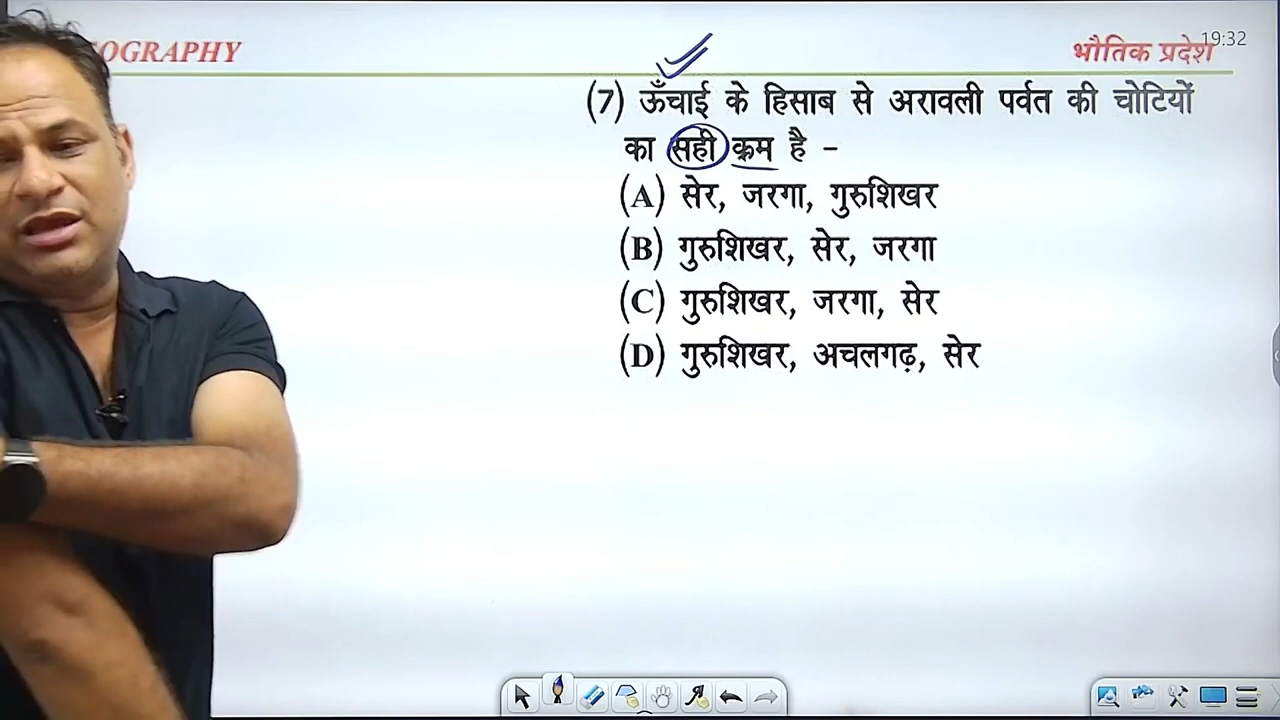 OGRAPHY
भौतिक प्रदेश
19:32
(7) ऊँचाई के हिसाब से अरावली पर्वत की चोटियों
का सही क्रम है -
(A) सेर, जरगा, गुरुशिखर
(B) गुरुशिखर, सेर, जरगा
(C) गुरुशिखर, जरगा, सेर
(D) गुरुशिखर, अचलगढ़, सेर